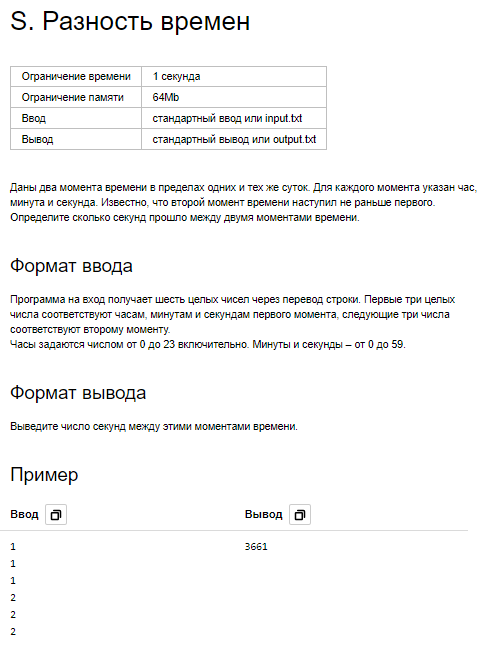 S. Разность времен
Ограничение времени 1 секунда
Ограничение памяти 64Mb
Ввод стандартный ввод или input.txt
Вывод стандартный вывод или output.txt
Даны два момента времени в пределах одних и тех же суток. Для каждого момента указан час,
минута и секунда. Известно, что второй момент времени наступил не раньше первого.
Определите сколько секунд прошло между двумя моментами времени.
Формат ввода
Программа на вход получает шесть целых чисел через перевод строки. Первые три целых
числа соответствуют часам, минутам и секундам первого момента, следующие три числа
соответствуют второму моменту.
Часы задаются числом от 0 до 23 включительно. Минуты и секунды – от 0 до 59.
Формат вывода
Выведите число секунд между этими моментами времени.
Пример
Ввод Вывод
1 3661
1
1
2
2
2